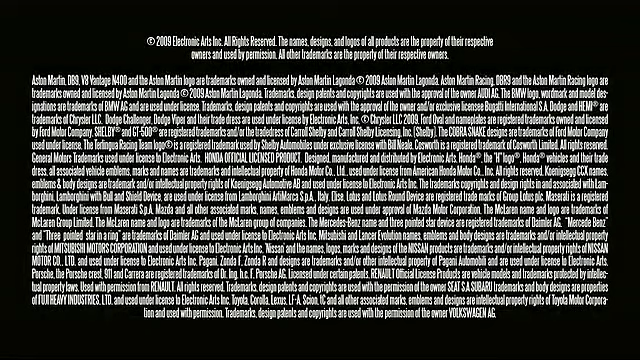 © 2009 Electronic Arts Inc. All Rights Reserved. The names, designs, and logos of all products are the property of their respective
owners and used by permission. All other trademarks are the property of their respective owners.
Aston Martin, DB9, V8 Vantage N400 and the Aston Martin logo are trademarks owned and licensed by Aston Martin Lagonda © 2009 Aston Martin Lagonda. Aston Martin Racing, DBR9 and the Aston Martin Racing logo are
trademarks owned and licensed by Aston Martin Lagonda © 2009 Aston Martin Lagonda. Trademarks, design patents and copyrights are used with the approval of the owner AUDI AG. The BMW logo, wordmark and model des-
ignations are trademarks of BMW AG and are used under license. Trademarks, design patents and copyrights are used with the approval of the owner and/or exclusive licensee Bugatti International S.A. Dodge and HEMI® are
trademarks of Chrysler LLC. Dodge Challenger, Dodge Viper and their trade dress are used under license by Electronic Arts, Inc. © Chrysler LLC 2009. Ford Oval and nameplates are registered trademarks owned and licensed
by Ford Motor Company. SHELBY® and GT-500® are registered trademarks and/or the tradedress of Carroll Shelby and Carroll Shelby Licensing, Inc. (Shelby). The COBRA SNAKE designs are trademarks of Ford Motor Company
used under license. The Terlingua Racing Team logo© is a registered trademark used by Shelby Automobiles under exclusive licence with Bill Neale. Cosworth is a registered trademark of Cosworth Limited. All rights reserved.
General Motors Trademarks used under license to Electronic Arts. HONDA OFFICIAL LICENSED PRODUCT. Designed, manufactured and distributed by Electronic Arts. Honda®, the "H" logo®, Honda® vehicles and their trade
dress, all associated vehicle emblems, marks and names are trademarks and intellectual property of Honda Motor Co., Ltd., used under license from American Honda Motor Co., Inc. All rights reserved. Koenigsegg CCX names,
emblems & body designs are trademark and/or intellectual property rights of Koenigsegg Automotive AB and used under license to Electronic Arts Inc. The trademarks copyrights and design rights in and associated with Lam-
borghini, Lamborghini with Bull and Shield Device, are used under license from Lamborghini ArtiMarca S.p.A., Italy. Elise, Lotus and Lotus Round Device are registered trade marks of Group Lotus plc. Maserati is a registered
trademark. Under license from Maserati S.p.A. Mazda and all other associated marks, names, emblems and designs are used under approval of Mazda Motor Corporation. The McLaren name and logo are trademarks of
McLaren Group Limited. The McLaren name and logo are trademarks of the McLaren group of companies. The Mercedes-Benz name and three pointed star device are registered trademarks of Daimler AG. "Mercedes Benz"
and "Three pointed star in a ring" are trademarks of Daimler AG and used under license to Electronic Arts Inc. Mitsubishi and Lancer Evolution names, emblems and body designs are trademarks and/or intellectual property
rights of MITSUBISHI MOTORS CORPORATION and used under license to Electronic Arts Inc. Nissan and the names, logos, marks and designs of the NISSAN products are trademarks and/or intellectual property rights of NISSAN
MOTOR CO., LTD. and used under license to Electronic Arts Inc. Pagani, Zonda F, Zonda R and designs are trademarks and/or other intellectual property of Pagani Automobili and are used under license to Electronic Arts.
Porsche, the Porsche crest, 911 and Carrera are registered trademarks of Dr. Ing. h.c. F. Porsche AG. Licensed under certain patents. RENAULT Official License Products are vehicle models and trademarks protected by intellec-
tual property laws. Used with permission from RENAULT. All rights reserved. Trademarks, design patents and copyrights are used with the permission of the owner SEAT S.A SUBARU trademarks and body designs are properties
of FUJI HEAVY INDUSTRIES, LTD. and used under license to Electronic Arts Inc. Toyota, Corolla, Lexus, LF-A, Scion, tC and all other associated marks, emblems and designs are intellectual property rights of Toyota Motor Corpora-
tion and used with permission. Trademarks, design patents and copyrights are used with the permission of the owner VOLKSWAGEN AG.